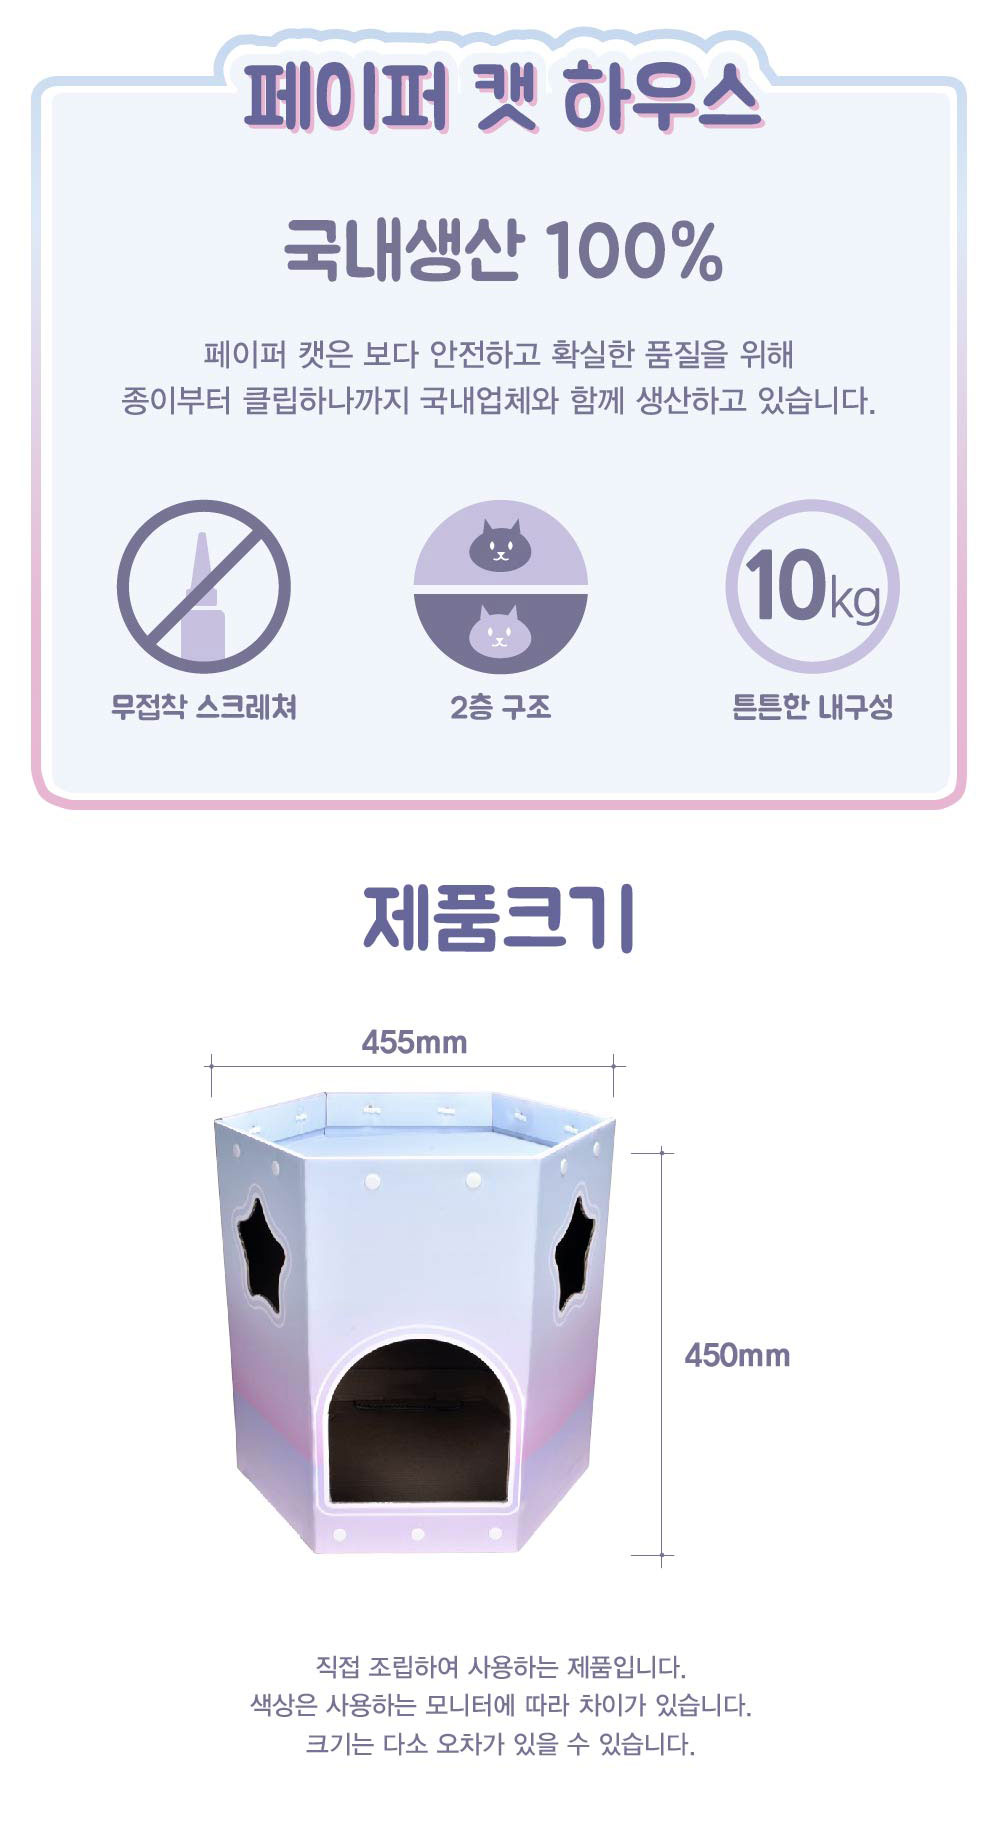 페이퍼 캣 하우스
국내생산 100%
페이퍼 캣은 보다 안전하고 확실한 품질을 위해
종이부터 클립하나까지 국내업체와 함께 생산하고 있습니다.
10kg
무접착 스크레쳐
2층 구조
튼튼한 내구성
제품크기
455mm
450mm
직접 조립하여 사용하는 제품입니다.
색상은 사용하는 모니터에 따라 차이가 있습니다.
크기는 다소 오차가 있을 수 있습니다.